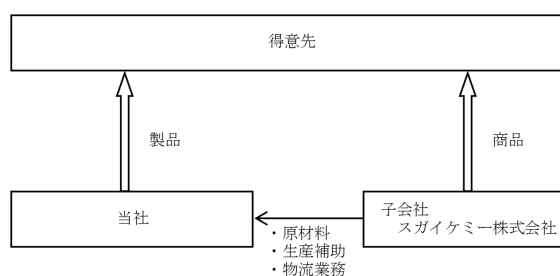 得意先
製品
商品
当社
子会社
スガイケミー株式会社
・原材料
・生産補助
・物流業務